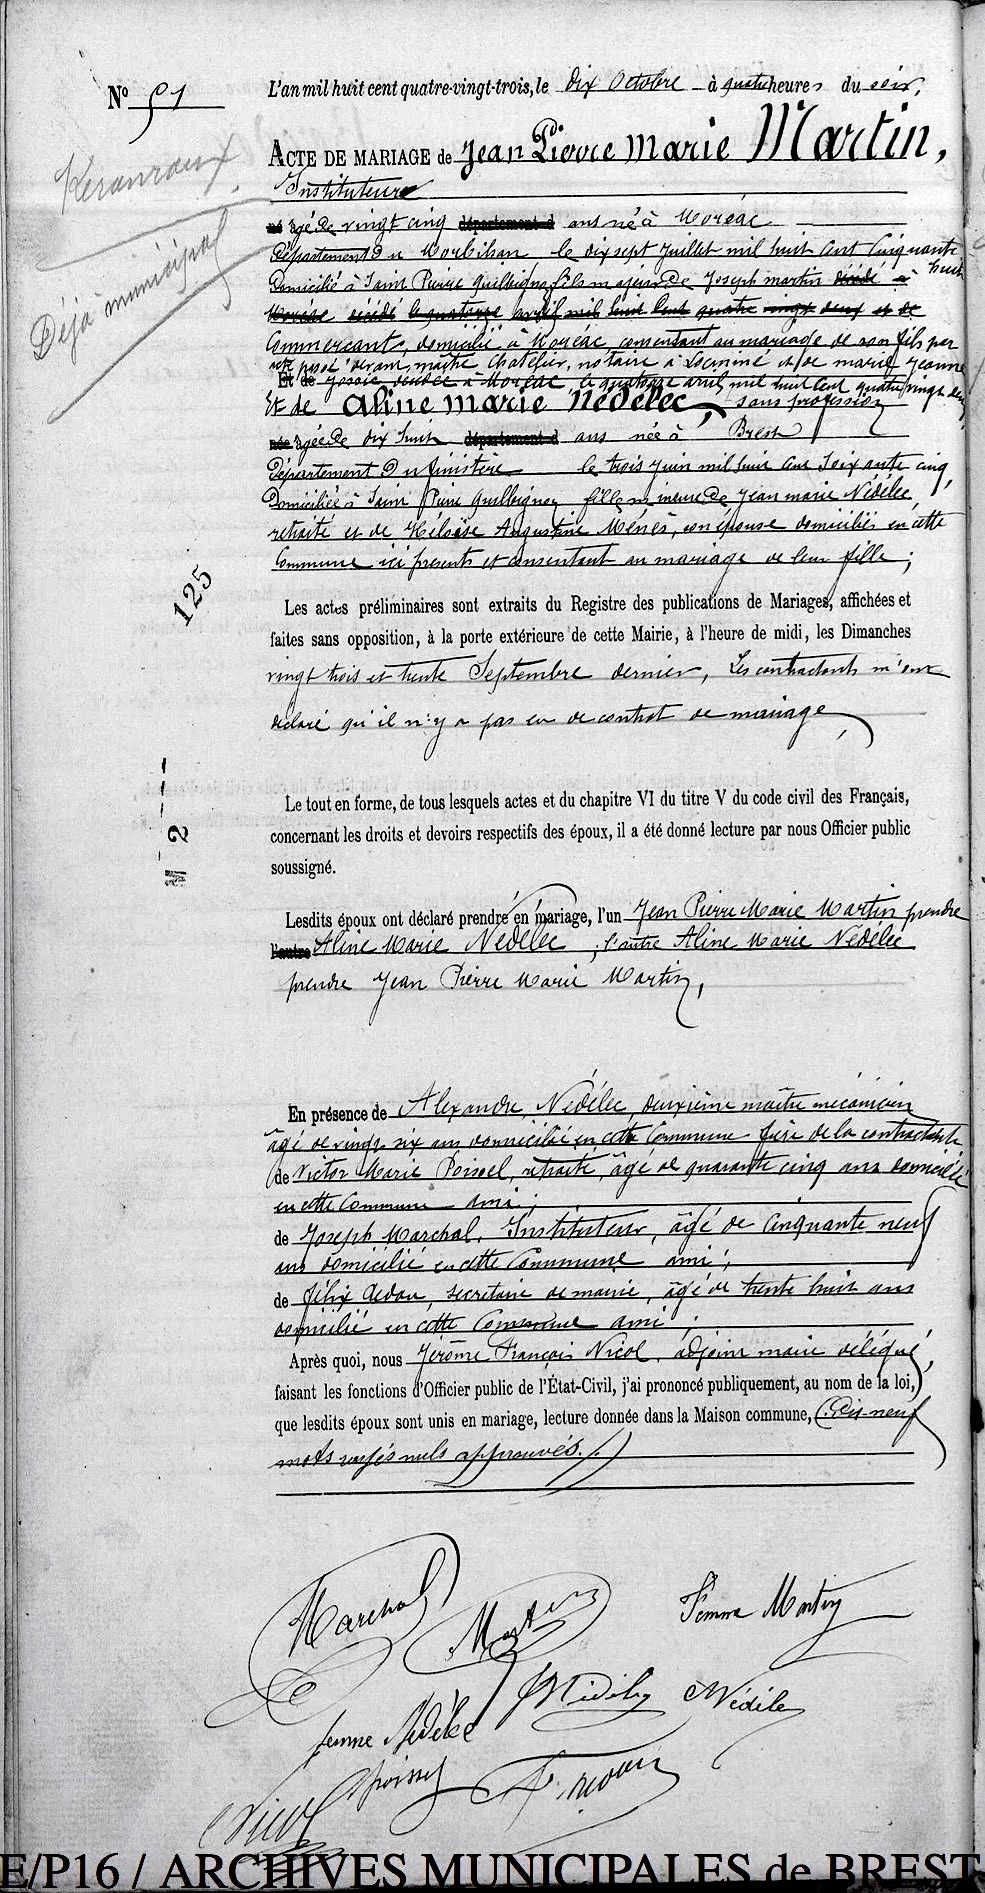 Nº 51
L'an mil huit cent quatre-vingt-trois, le dix Octobre à quatre heures du soir,
ACTE DE MARIAGE de Jean Pierre Marie Martin,
Instituteur
né âgé de vingt cinq département d ans né à Moréac
Département du Morbihan le dix sept Juillet mil huit cent cinquante huit
Domicilié à Saint Pierre Quilbignon fils majeur de Joseph Martin décédé à
Moréac décédé le quatorze avril mil huit cent quatre vingt deux et de
Commerçant, domicilié à Moréac consentant au mariage de son fils par
acte passé devant maître Chatelier, notaire à Locminé et de Marie Jeanne
Et de décédée à Moréac le quatorze avril mil huit cent quatre vingt deux
Et de Aline Marie Nédélec, sans profession
née âgée de dix huit département d ans née à Brest
Département du Finistère le trois Juin mil huit cent soixante cinq
Domiciliée à Saint Pierre Quilbignon fille mineure de Jean Marie Nédélec
retraité et de Héloïse Augustine Ménès, son épouse domiciliés en cette
Commune ici présents et consentant au mariage de leur fille ;
Les actes préliminaires sont extraits du Registre des publications de Mariages, affichées et
faites sans opposition, à la porte extérieure de cette Mairie, à l'heure de midi, les Dimanches
vingt trois et trente Septembre dernier, Les contractants m'ont
déclaré qu'il n'y a pas eu de contrat de mariage,
Le tout en forme, de tous lesquels actes et du chapitre VI du titre V du code civil des Français,
concernant les droits et devoirs respectifs des époux, il a été donné lecture par nous Officier public
soussigné.
Lesdits époux ont déclaré prendre en mariage, l'un Jean Pierre Marie Martin prendre
l'autre Aline Marie Nédélec, l'autre Aline Marie Nédélec
prendre Jean Pierre Marie Martin,
En présence de Alexandre Nédélec, deuxième maître mécanicien
âgé de vingt six ans domicilié en cette Commune frère de la contractante
de Victor Marie Poissel, retraité, âgé de quarante cinq ans domicilié
en cette Commune ami ;
de Joseph Marchal, Instituteur, âgé de cinquante neuf
ans domicilié en cette Commune ami ;
de Félix secrétaire de mairie, âgé de trente huit ans
domicilié en cette Commune ami ;
Après quoi, nous Jérôme François Nicol, adjoint maire délégué,
faisant les fonctions d'Officier public de l'État-Civil, j'ai prononcé publiquement, au nom de la loi,
que lesdits époux sont unis en mariage, lecture donnée dans la Maison commune, (Dix-neuf
mots rayés nuls approuvés./.)
Marchal
Martin
Femme Martin
Nédélec
Nédélec
femme Nédélec
Nicol
Déjà municipal
125
M 2
E/P16 / ARCHIVES MUNICIPALES de BREST